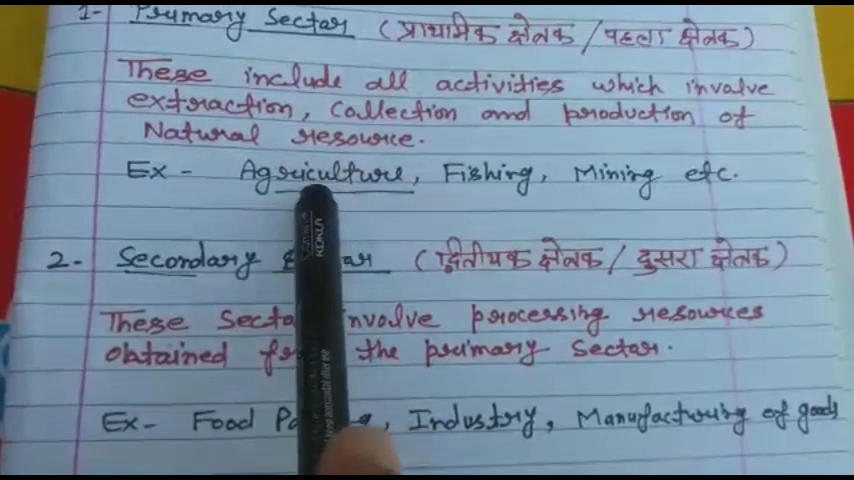 1- Primary Sector (प्राथमिक क्षेत्रक / पहला क्षेत्रक)
These include all activities which involve
extraction, collection and production of
Natural resource.
Ex - Agriculture, Fishing, Mining etc.
2- Secondary (द्वितीयक क्षेत्रक / दुसरा क्षेत्रक)
These involve processing resources
obtained the primary sector.
Ex- Food Industry, Manufacturing of goods
KOKUA